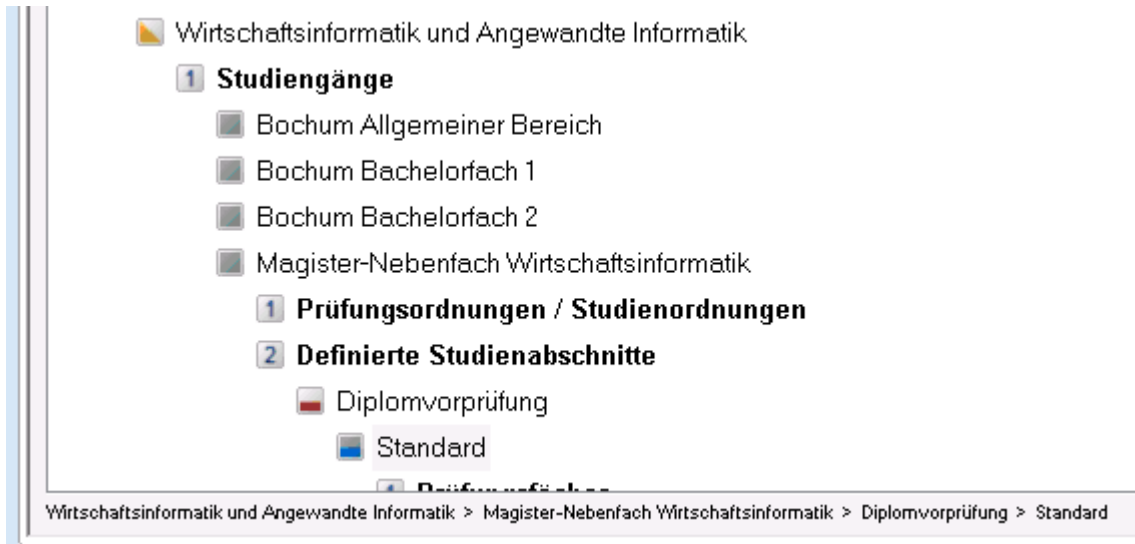 Wirtschaftsinformatik und Angewandte Informatik
1 Studiengänge
Bochum Allgemeiner Bereich
Bochum Bachelorfach 1
Bochum Bachelorfach 2
Magister-Nebenfach Wirtschaftsinformatik
1 Prüfungsordnungen / Studienordnungen
2 Definierte Studienabschnitte
Diplomvorprüfung
Standard
Wirtschaftsinformatik und Angewandte Informatik > Magister-Nebenfach Wirtschaftsinformatik > Diplomvorprüfung > Standard